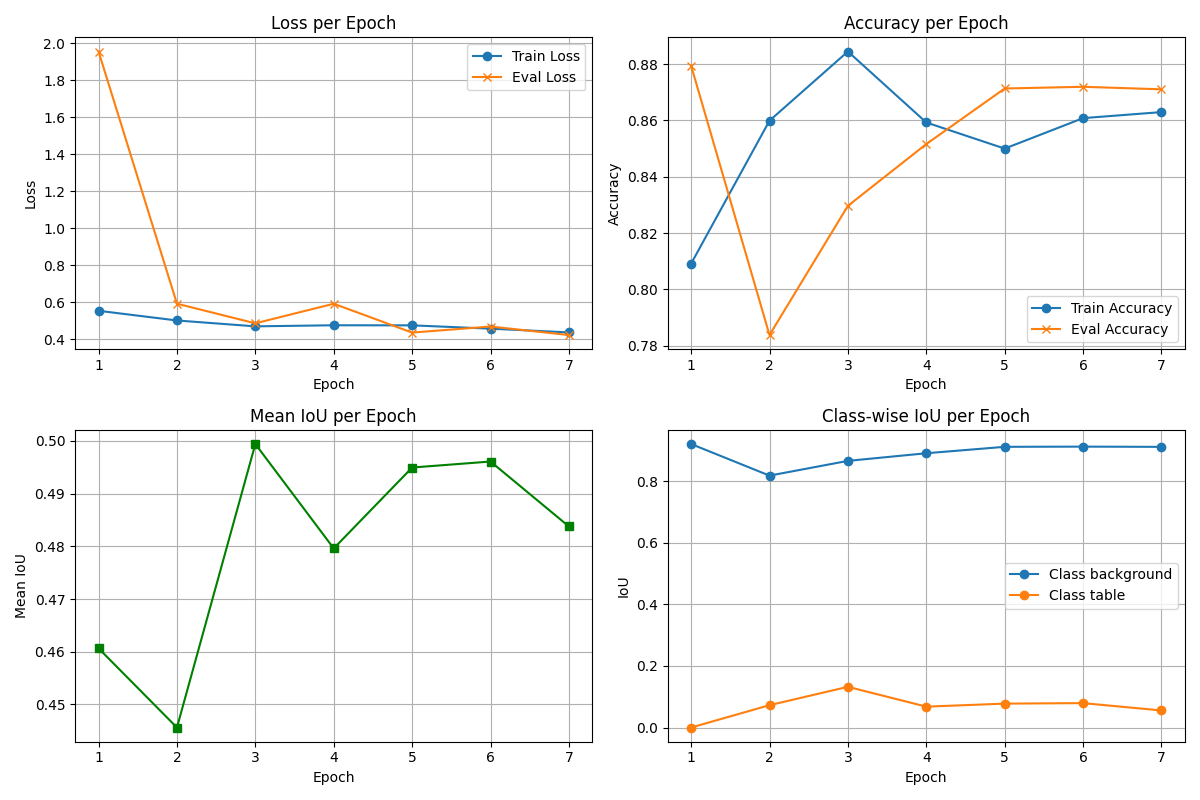 Loss per Epoch
2.0
1.8
1.6
1.4
1.2
1.0
0.8
0.6
0.4
Loss
Train Loss
Eval Loss
1 2 3 4 5 6 7
Epoch
Accuracy per Epoch
0.88
0.86
0.84
0.82
0.80
0.78
Accuracy
Train Accuracy
Eval Accuracy
1 2 3 4 5 6 7
Epoch
Mean IoU per Epoch
0.50
0.49
0.48
0.47
0.46
0.45
Mean IoU
1 2 3 4 5 6 7
Epoch
Class-wise IoU per Epoch
0.8
0.6
0.4
0.2
0.0
IoU
Class background
Class table
1 2 3 4 5 6 7
Epoch